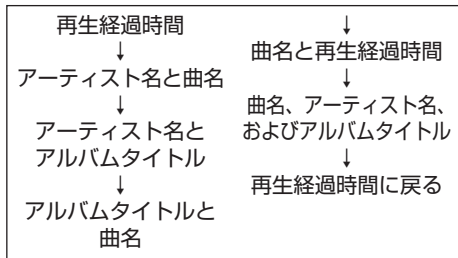 再生経過時間
↓
アーティスト名と曲名
↓
アーティスト名と
アルバムタイトル
↓
アルバムタイトルと
曲名
↓
曲名と再生経過時間
↓
曲名、アーティスト名、
およびアルバムタイトル
↓
再生経過時間に戻る